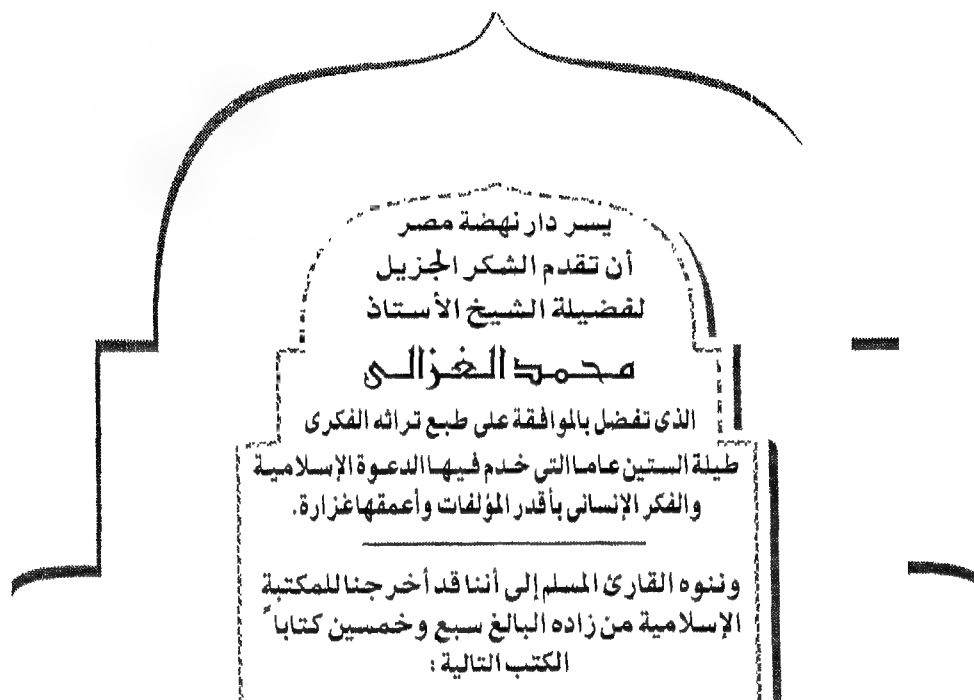 يسر دار نهضة مصر
أن تقدم الشكر الجزيل
لفضيلة الشيخ الأستاذ
محمد الغزالى
الذى تفضل بالموافقة على طبع تراثه الفكرى
طيلة الستين عاما التى خدم فيها الدعوة الإسلامية
والفكر الإنسانى بأقدر المؤلفات وأعمقها غزارة.
وننوه القارئ المسلم إلى أننا قد أخرجنا للمكتبة
الإسلامية من زاده البالغ سبع وخمسين كتاباً
الكتب التالية :